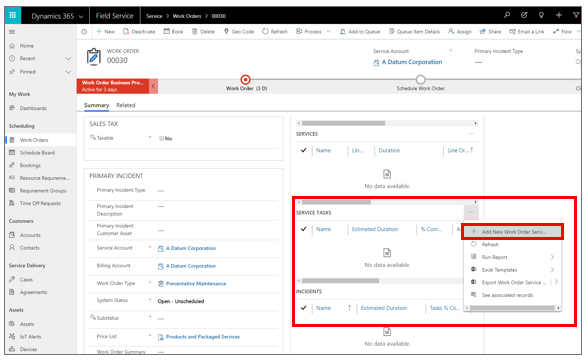 Dynamics 365
Field Service
Service > Work Orders > 00030
+ New
Deactivate
Book
Delete
Geo Code
Refresh
Process
Add to Queue
Queue Item Details
Assign
Share
Email a Link
Flow
Home
Recent
Pinned
My Work
Dashboards
Scheduling
Work Orders
Schedule Board
Bookings
Resource Requireme...
Requirement Groups
Time Off Requests
Customers
Accounts
Contacts
Service Delivery
Cases
Agreements
Assets
Assets
IoT Alerts
Devices
WORK ORDER
00030
Service Account
A Datum Corporation
Primary Incident Type
---
Work Order Business Pro...
Active for 3 days
Work Order (3 D)
Schedule Work Order
Summary
Related
SALES TAX
Taxable * No
PRIMARY INCIDENT
Primary Incident Type ---
Primary Incident
Description
---
Primary Incident
Customer Asset
---
Service Account * A Datum Corporation
Billing Account A Datum Corporation
Work Order Type * Preventative Maintenance
System Status * Open - Unscheduled
Substatus * ---
Price List * Products and Packaged Services
Work Order Summary ---
SERVICES ...
Name Lin... Duration Line Or...
No data available.
SERVICE TASKS ...
Name Estimated Duration % Com...
No data available.
+ Add New Work Order Servi...
Refresh
Run Report
Excel Templates
Export Work Order Service ...
See associated records
INCIDENTS
Name Estimated Duration Tasks % Co...
No data available.